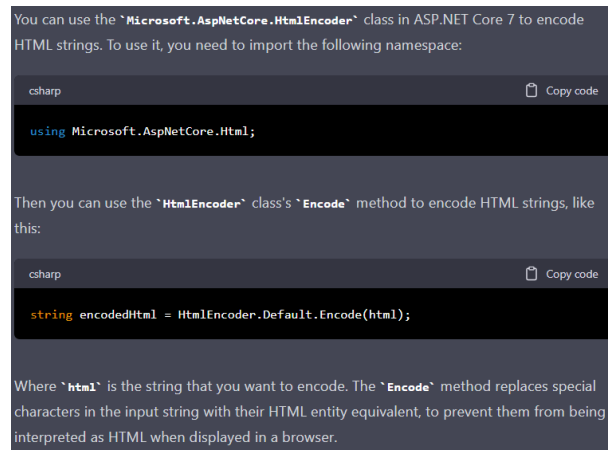 You can use the `Microsoft.AspNetCore.HtmlEncoder` class in ASP.NET Core 7 to encode
HTML strings. To use it, you need to import the following namespace:
csharp Copy code
using Microsoft.AspNetCore.Html;
Then you can use the `HtmlEncoder` class's `Encode` method to encode HTML strings, like
this:
csharp Copy code
string encodedHtml = HtmlEncoder.Default.Encode(html);
Where `html` is the string that you want to encode. The `Encode` method replaces special
characters in the input string with their HTML entity equivalent, to prevent them from being
interpreted as HTML when displayed in a browser.